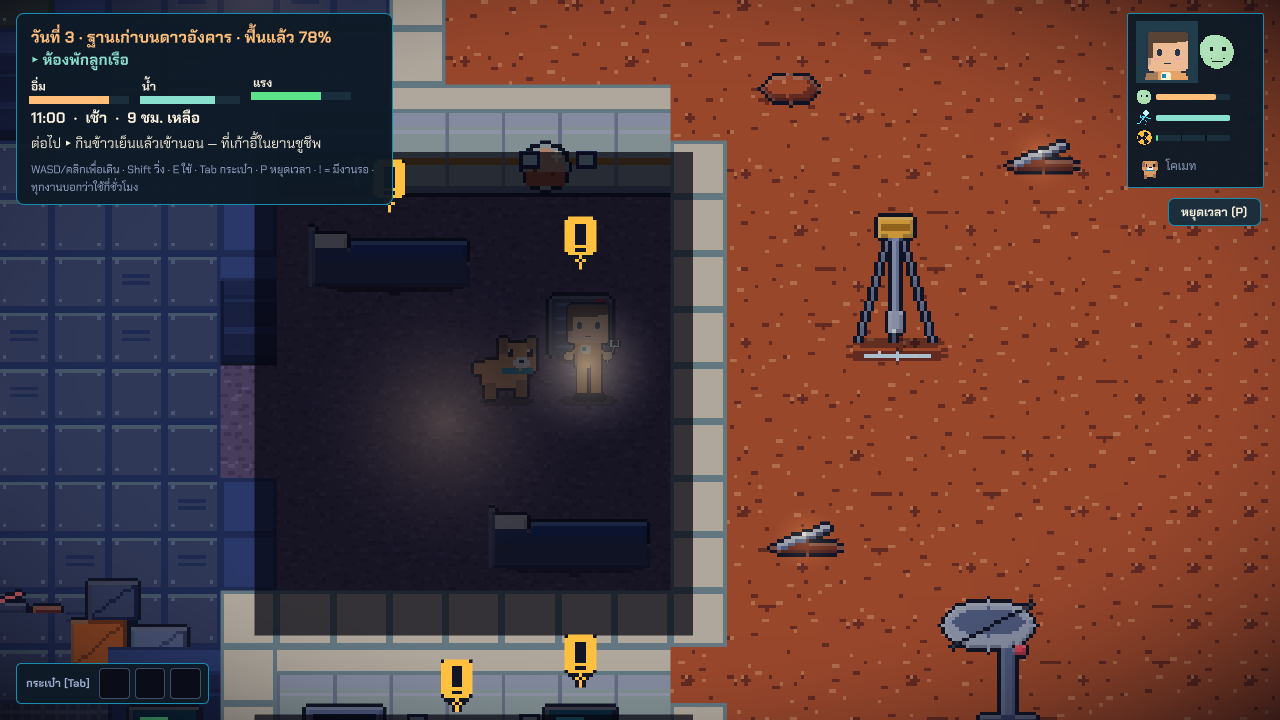 วันที่ 3 · ฐานเก่าบนดาวอังคาร · ฟื้นแล้ว 78%
▸ ห้องพักลูกเรือ
อิ่ม น้ำ แรง
11:00 · เช้า · 9 ชม. เหลือ
ต่อไป ▸ กินข้าวเย็นแล้วเข้านอน — ที่เก้าอี้ในยานชูชีพ
WASD/คลิกเพื่อเดิน · Shift วิ่ง · E ใช้ · Tab กระเป๋า · P หยุดเวลา · ! = มีงานรอ ·
ทุกงานบอกว่าใช้กี่ชั่วโมง
โคเมท
หยุดเวลา (P)
กระเป๋า [Tab]